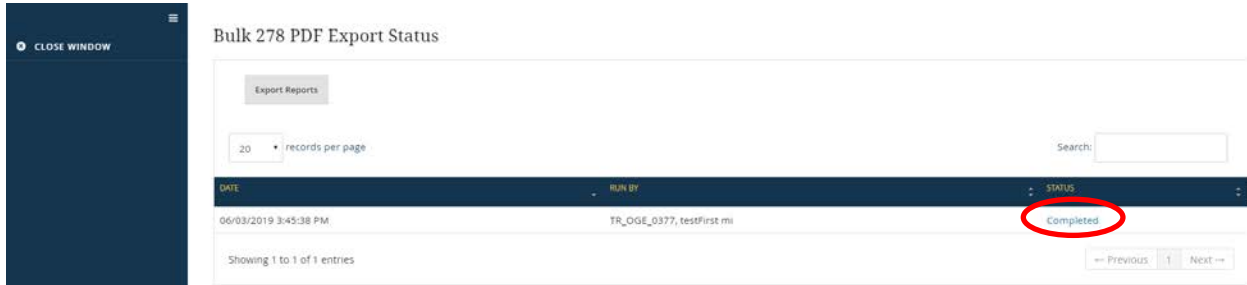 CLOSE WINDOW
Bulk 278 PDF Export Status
Export Reports
20 records per page
Search:
DATE RUN BY STATUS
06/03/2019 3:45:38 PM TR_OGE_0377, testFirst mi Completed
Showing 1 to 1 of 1 entries
← Previous 1 Next →